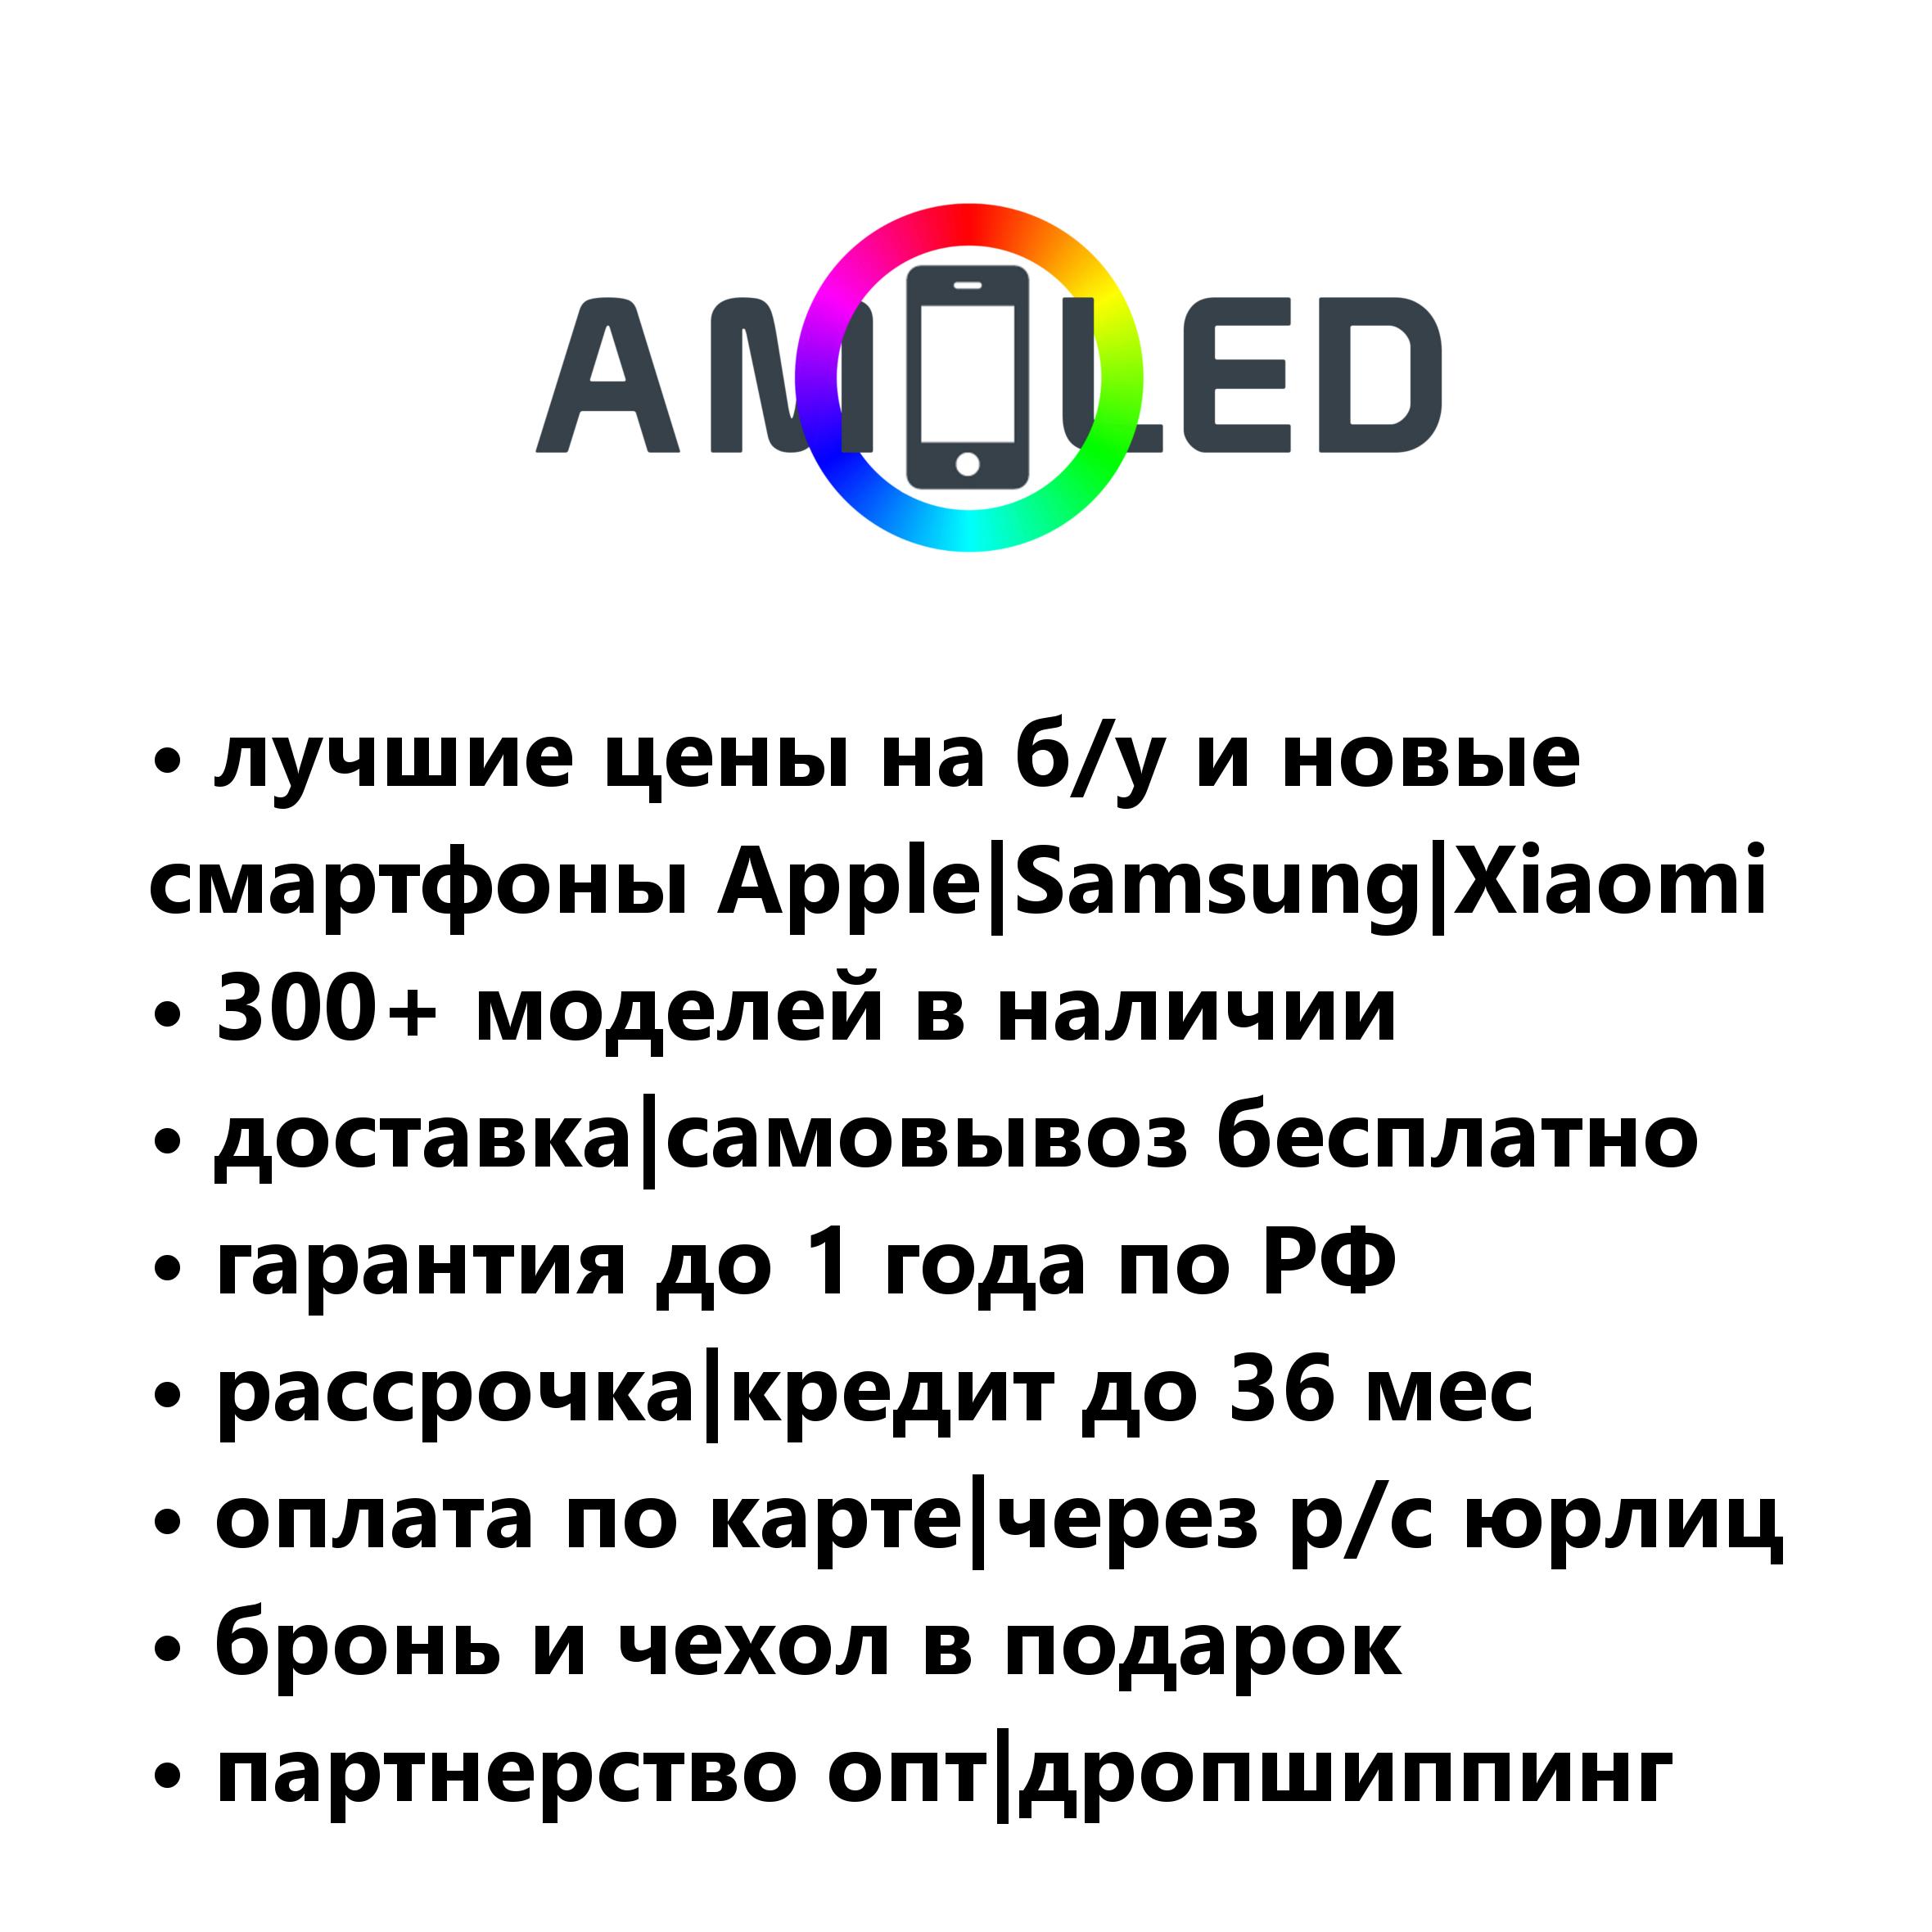 AMOLED
• лучшие цены на б/у и новые
смартфоны Apple|Samsung|Xiaomi
• 300+ моделей в наличии
• доставка|самовывоз бесплатно
• гарантия до 1 года по РФ
• рассрочка|кредит до 36 мес
• оплата по карте|через р/с юрлиц
• бронь и чехол в подарок
• партнерство опт|дропшиппинг